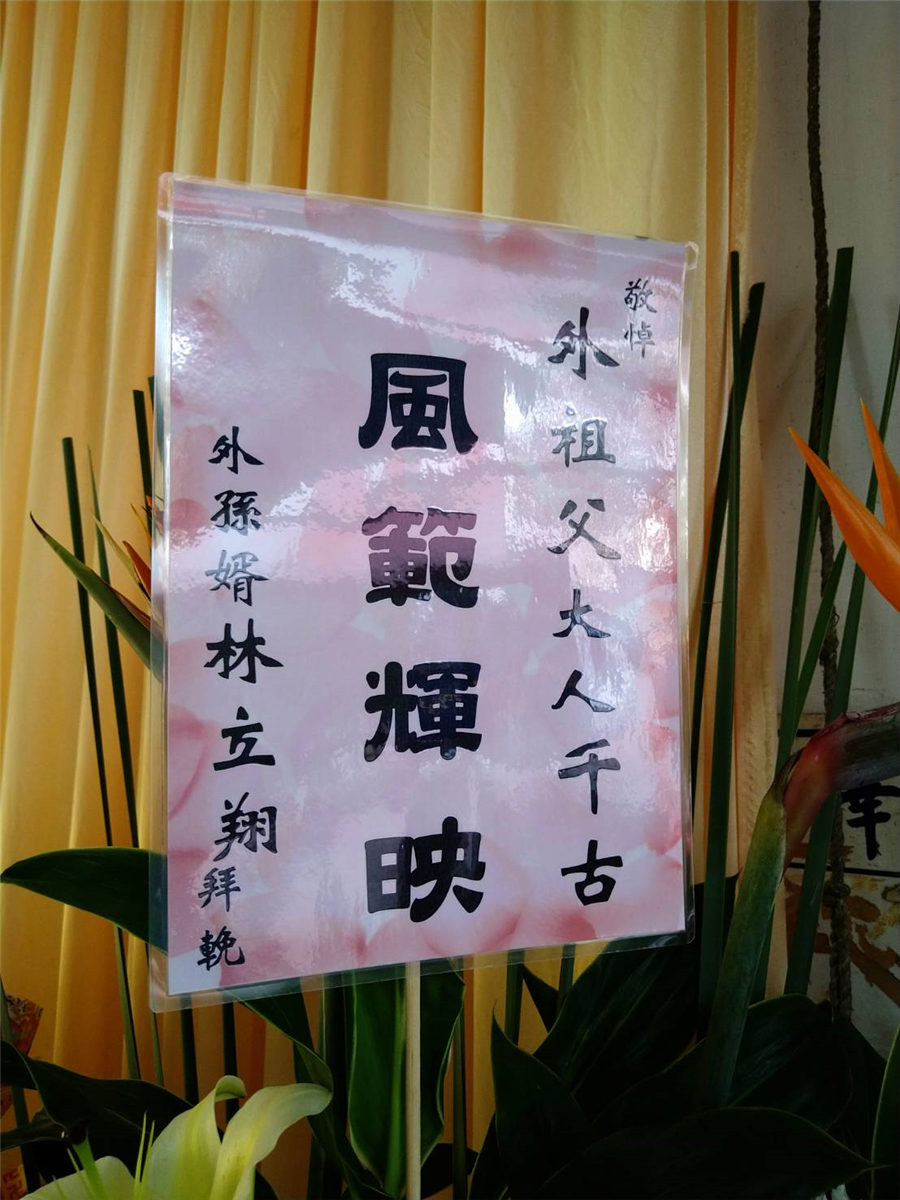 敬悼
外祖父大人千古
風範輝映
外孫婿林立翔拜輓